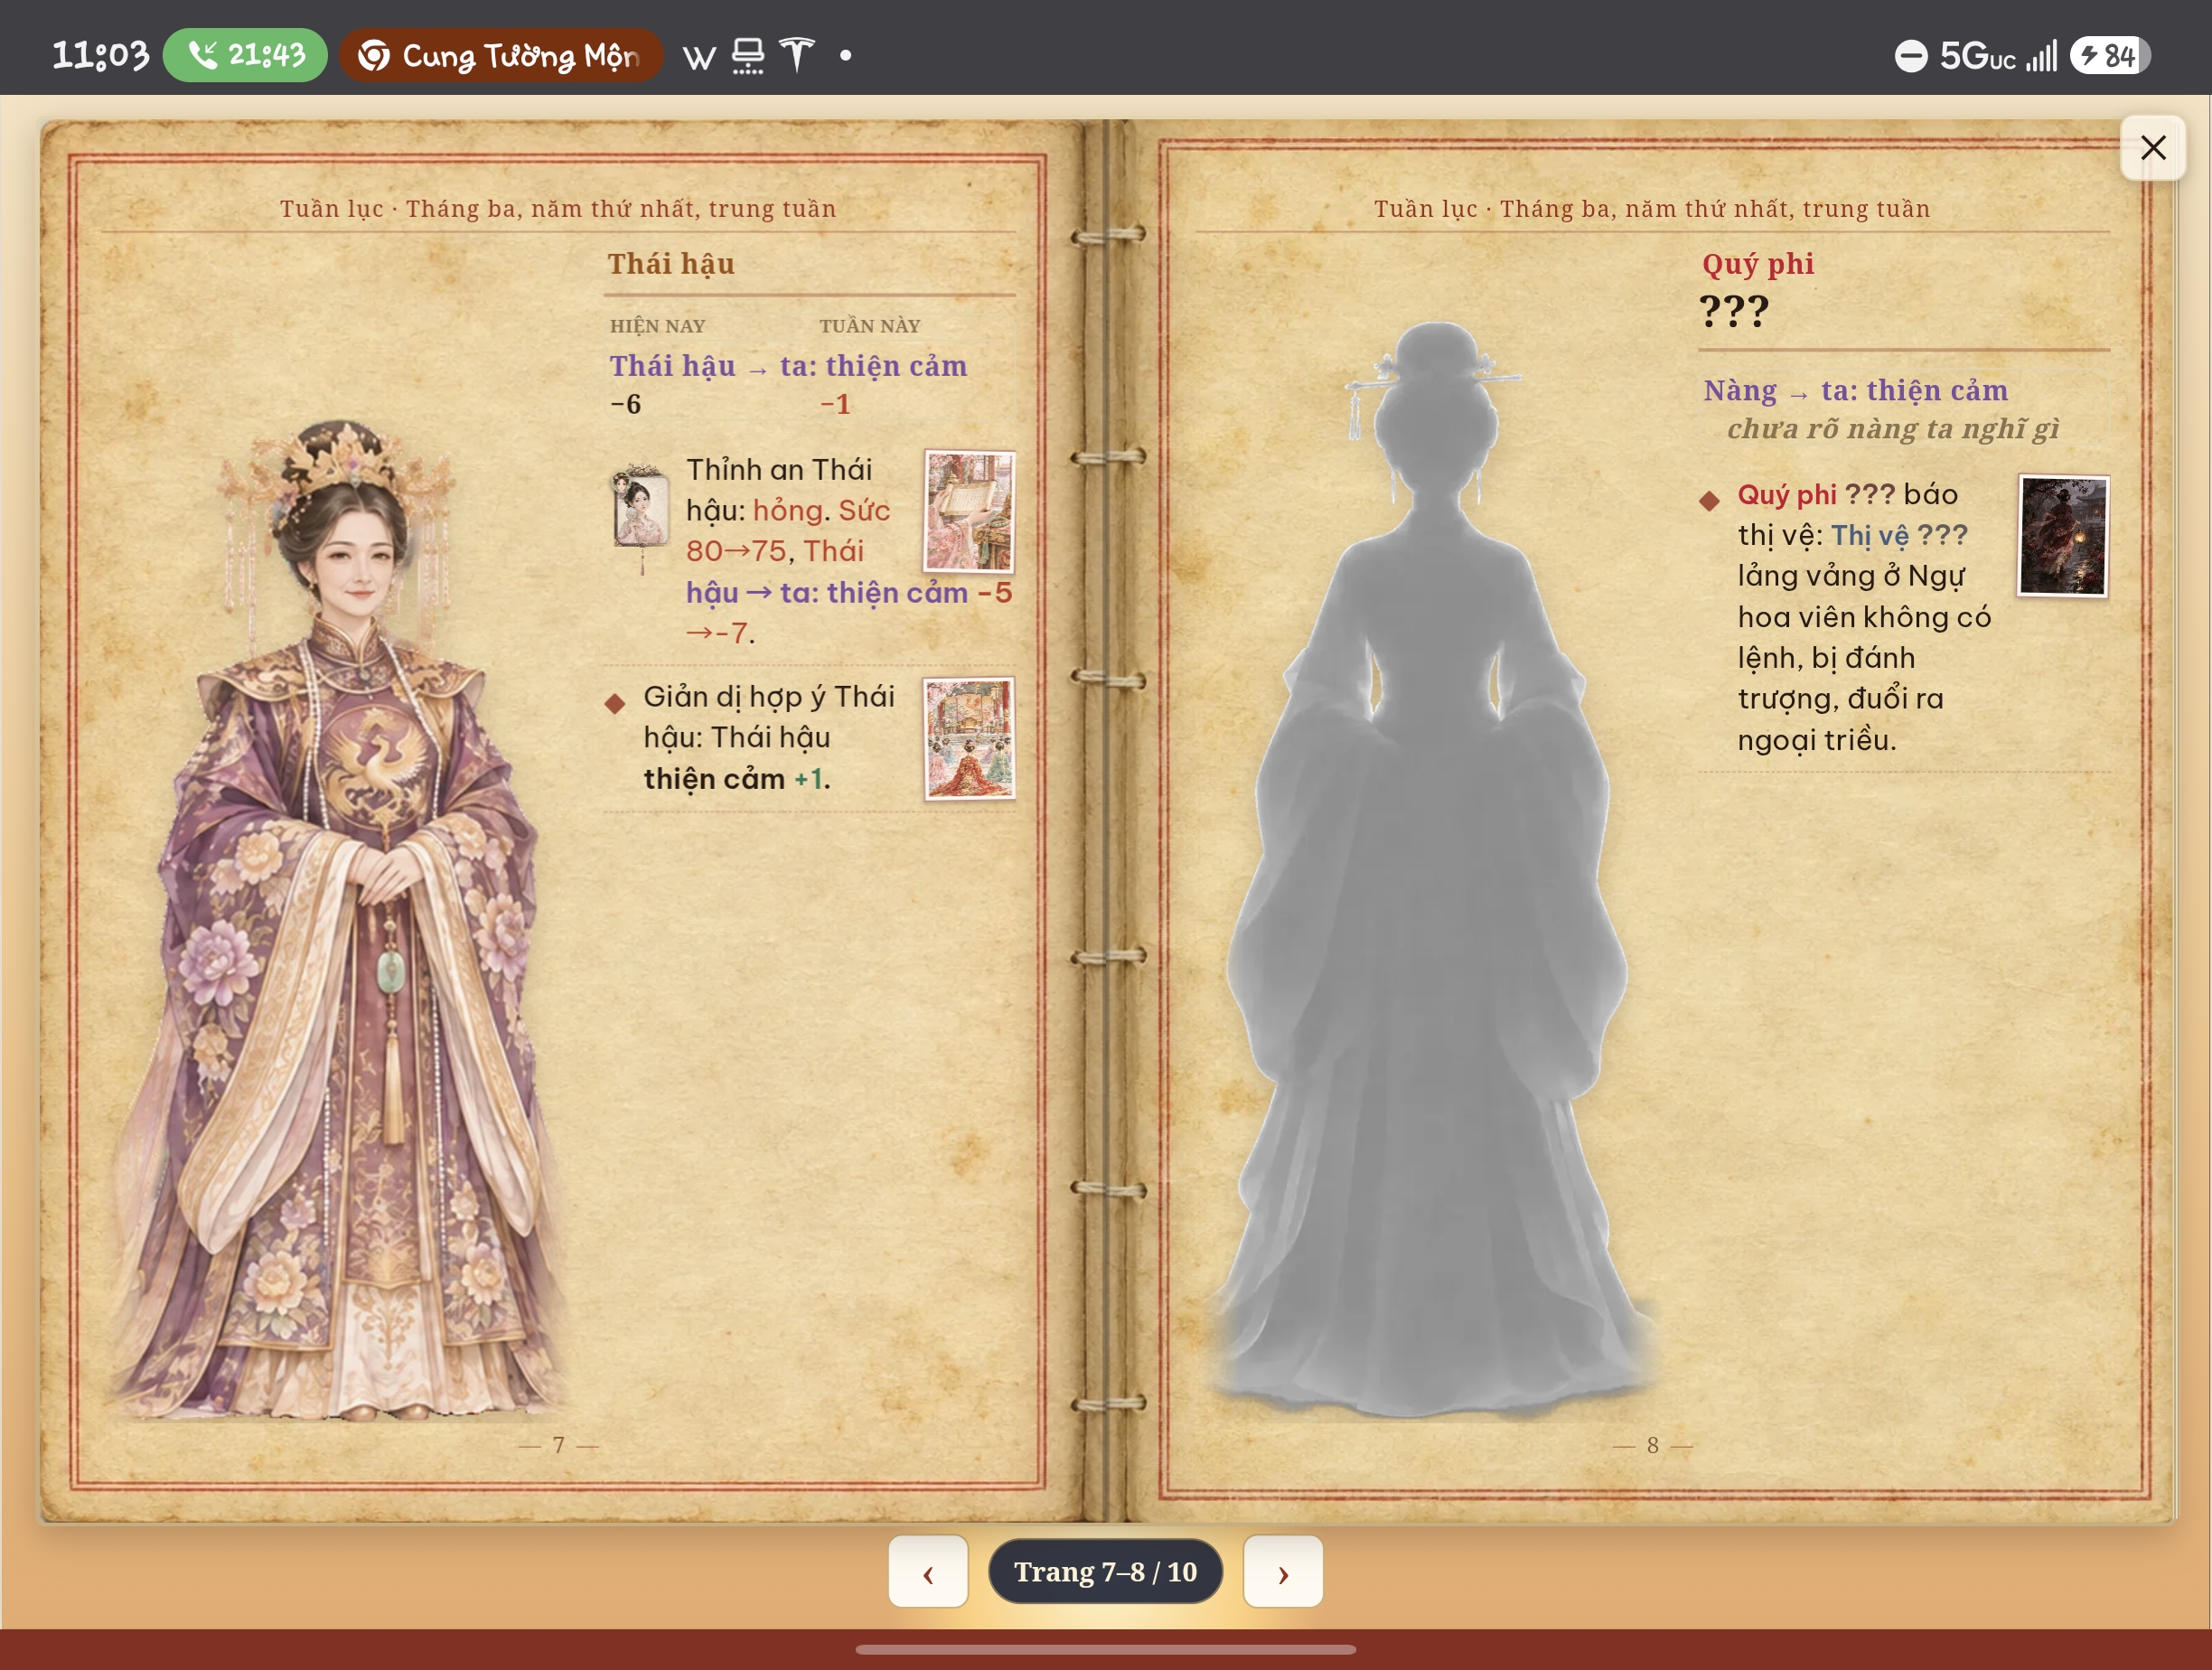 11:03 21:43 Cung Tường Môn 5GUC 84
Tuần lục · Tháng ba, năm thứ nhất, trung tuần
Thái hậu
HIỆN NAY TUẦN NÀY
Thái hậu → ta: thiện cảm
−6 −1
Thỉnh an Thái
hậu: hỏng. Sức
80→75, Thái
hậu → ta: thiện cảm -5
→-7.
Giản dị hợp ý Thái
hậu: Thái hậu
thiện cảm +1.
— 7 —
Tuần lục · Tháng ba, năm thứ nhất, trung tuần
Quý phi
???
Nàng → ta: thiện cảm
chưa rõ nàng ta nghĩ gì
Quý phi ??? báo
thị vệ: Thị vệ ???
lảng vảng ở Ngự
hoa viên không có
lệnh, bị đánh
trượng, đuổi ra
ngoại triều.
— 8 —
‹ Trang 7–8 / 10 ›